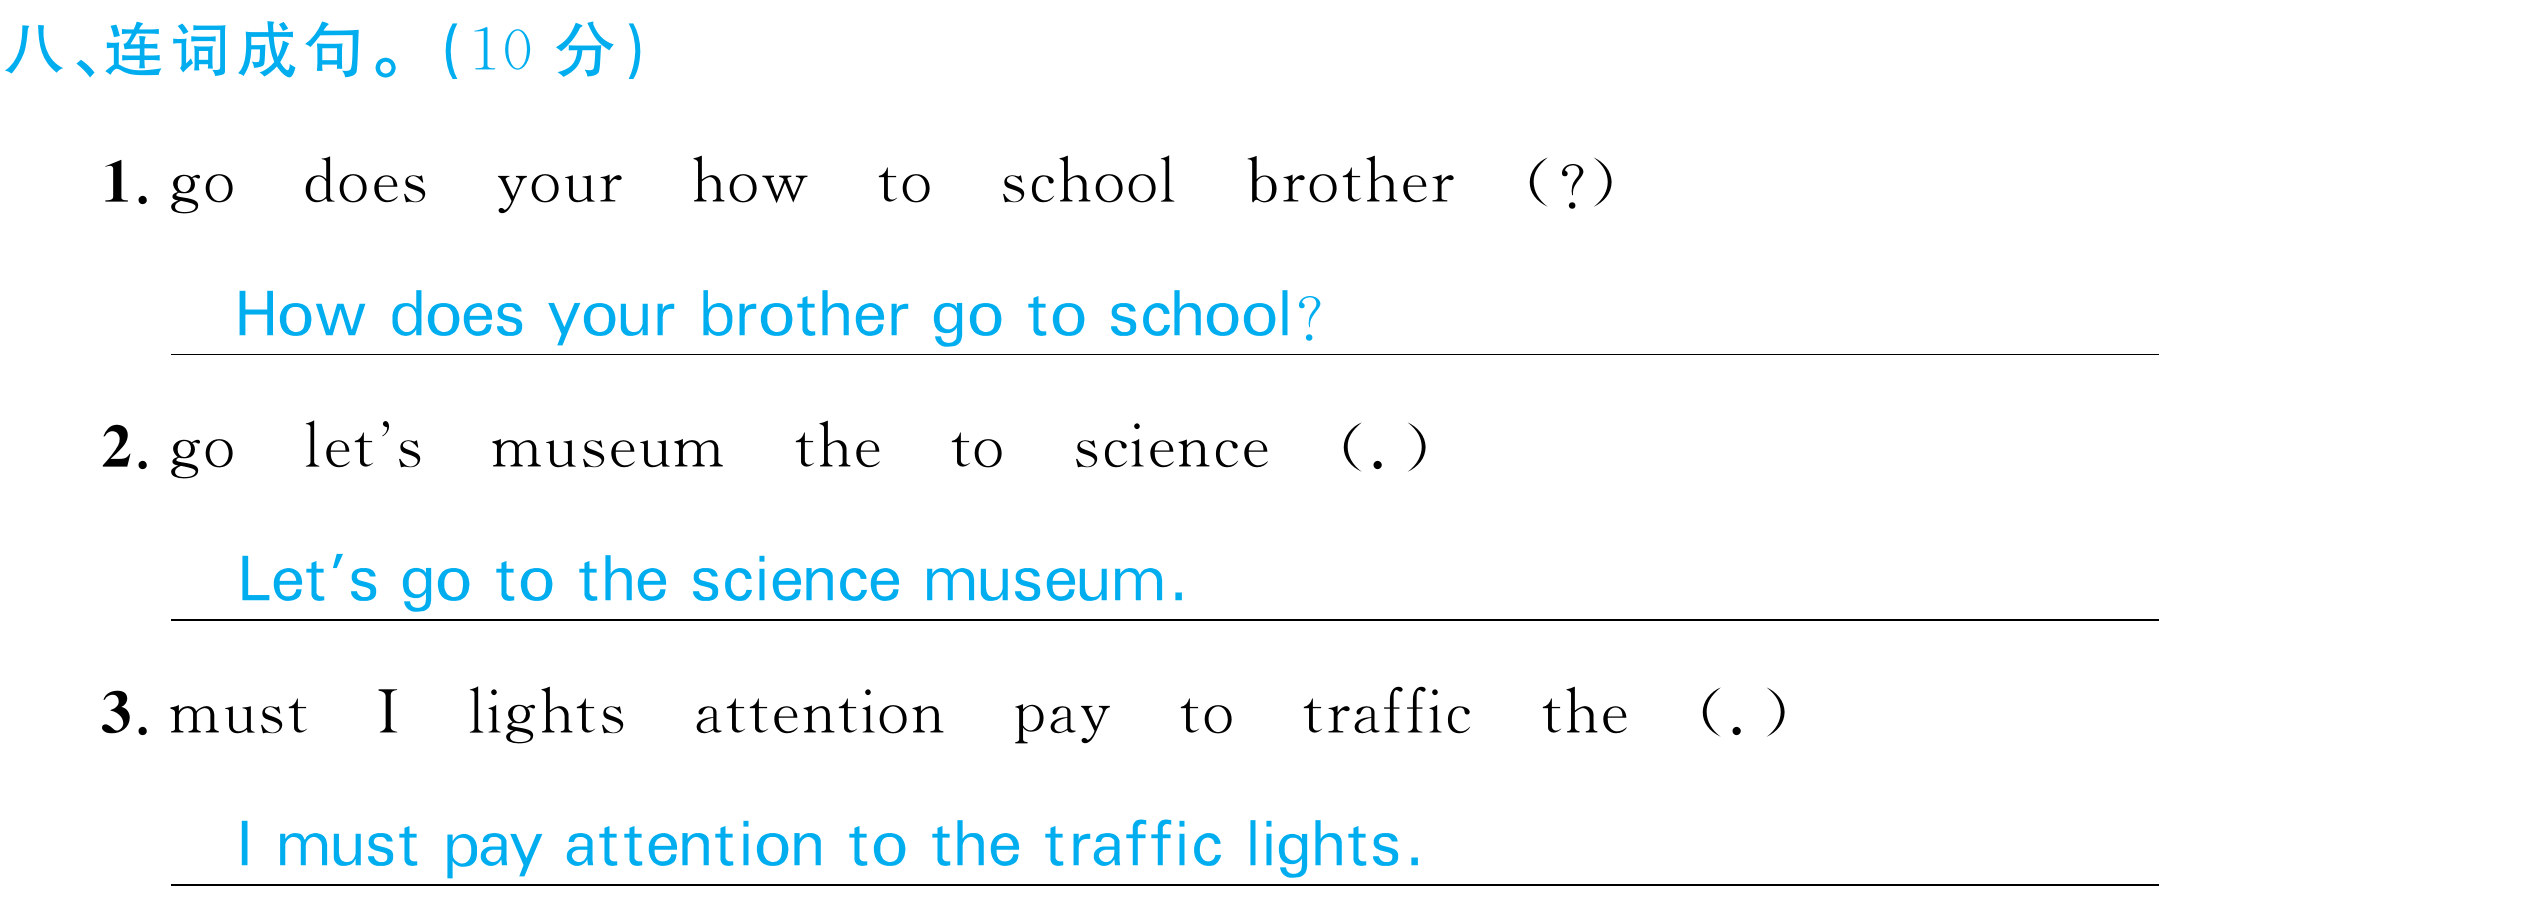 八、连词成句。(10 分)
1. go does your how to school brother (?)
How does your brother go to school?
2. go let's museum the to science (.)
Let's go to the science museum.
3. must I lights attention pay to traffic the (.)
I must pay attention to the traffic lights.